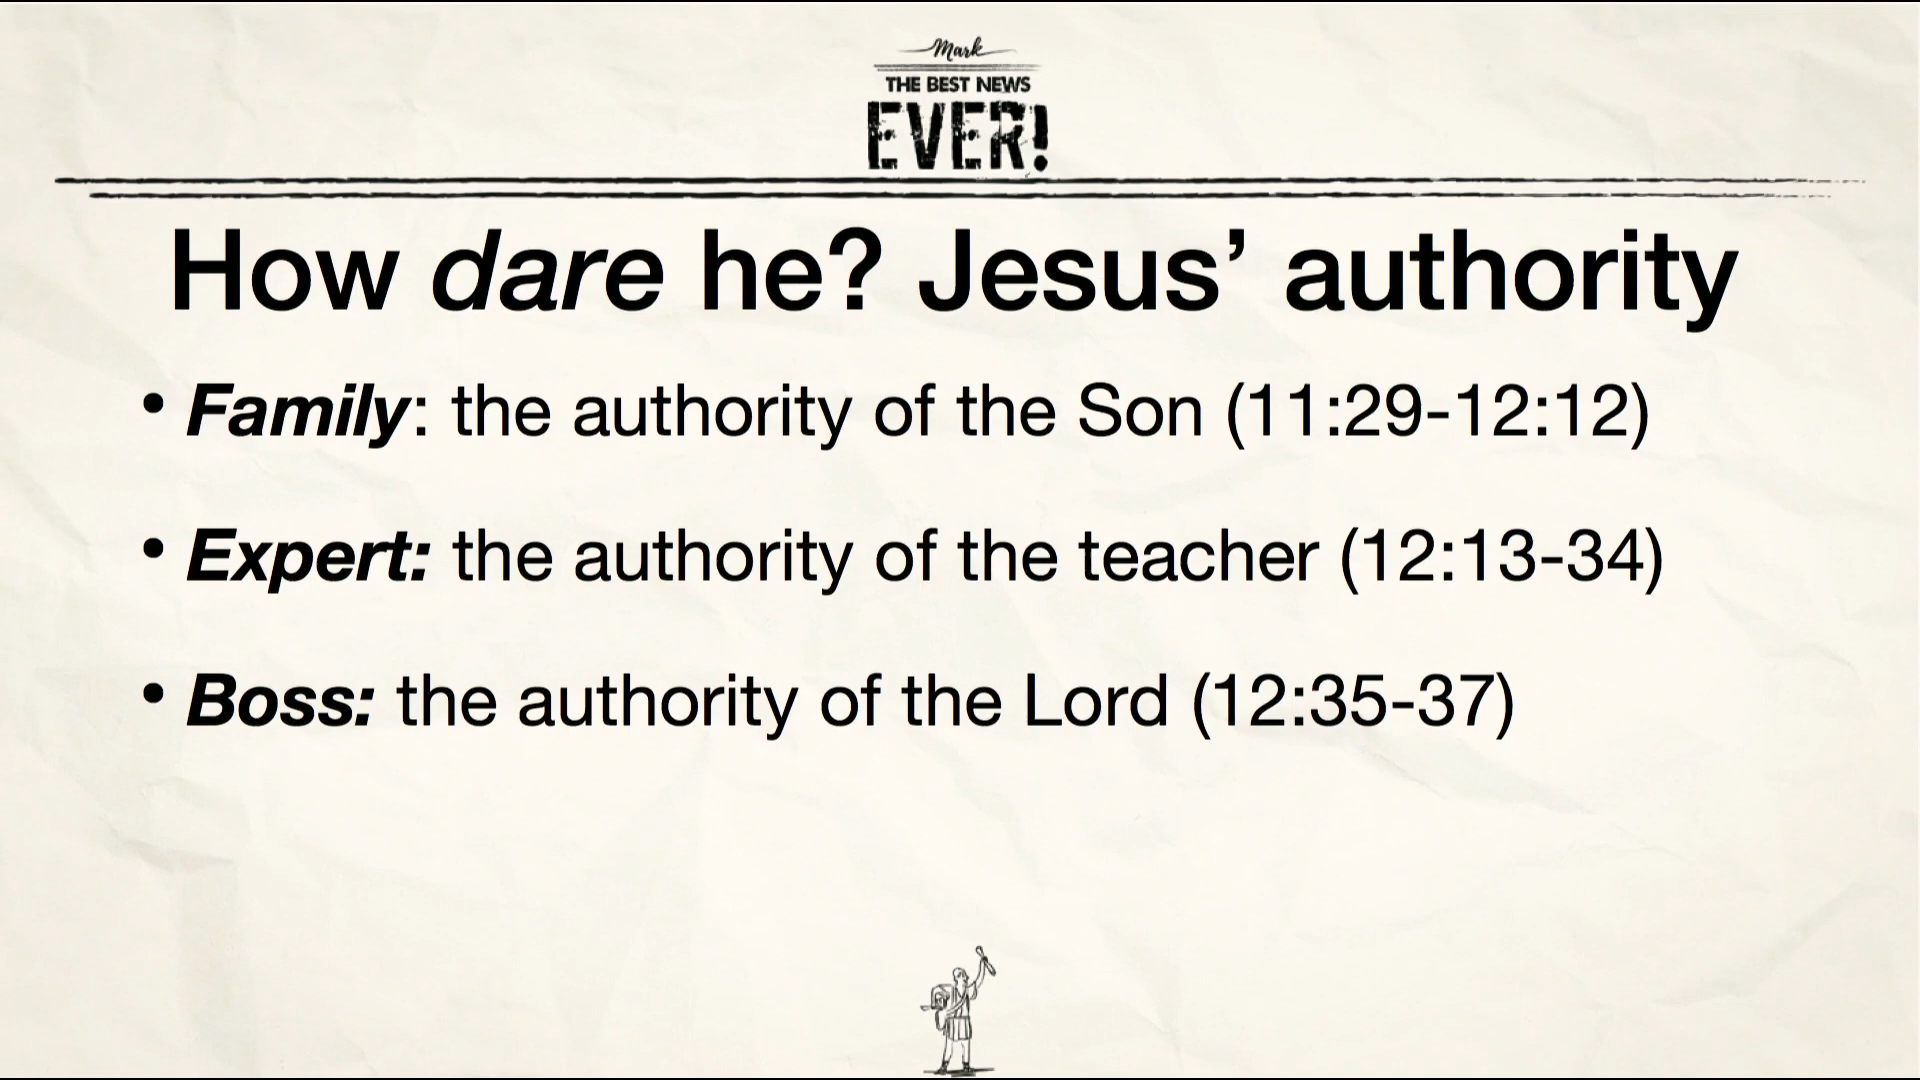 Mark
THE BEST NEWS
EVER!
How dare he? Jesus’ authority
• Family: the authority of the Son (11:29-12:12)
• Expert: the authority of the teacher (12:13-34)
• Boss: the authority of the Lord (12:35-37)